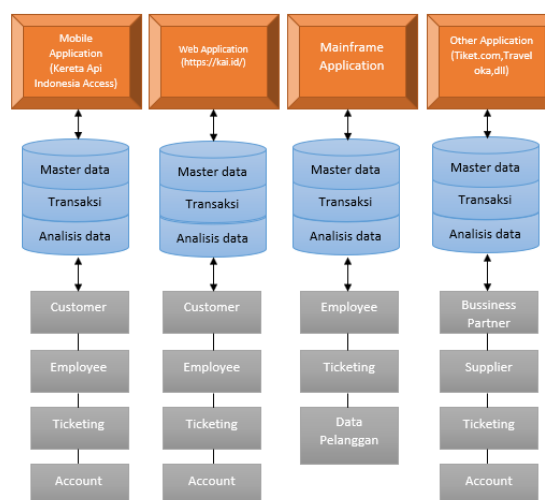 Mobile
Application
(Kereta Api
Indonesia Access)
Web Application
(https://kai.id/)
Mainframe
Application
Other Application
(Tiket.com,Travel
oka,dll)
Master data
Transaksi
Analisis data
Master data
Transaksi
Analisis data
Master data
Transaksi
Analisis data
Master data
Transaksi
Analisis data
Customer
Employee
Ticketing
Account
Customer
Employee
Ticketing
Account
Employee
Ticketing
Data
Pelanggan
Bussiness
Partner
Supplier
Ticketing
Account